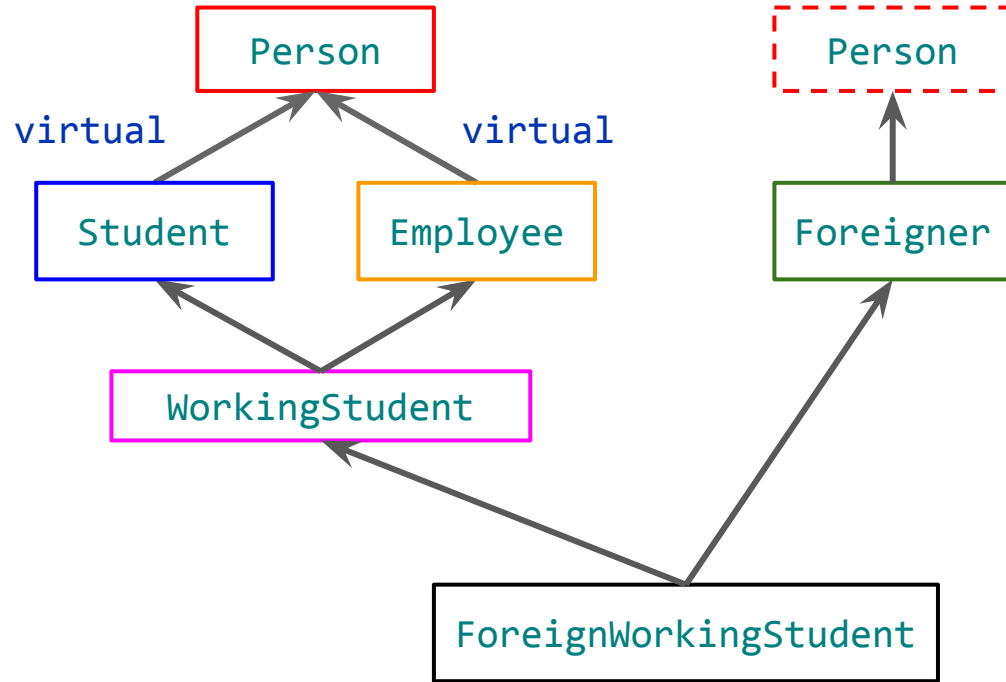 Person
Person
virtual
virtual
Student
Employee
Foreigner
WorkingStudent
ForeignWorkingStudent